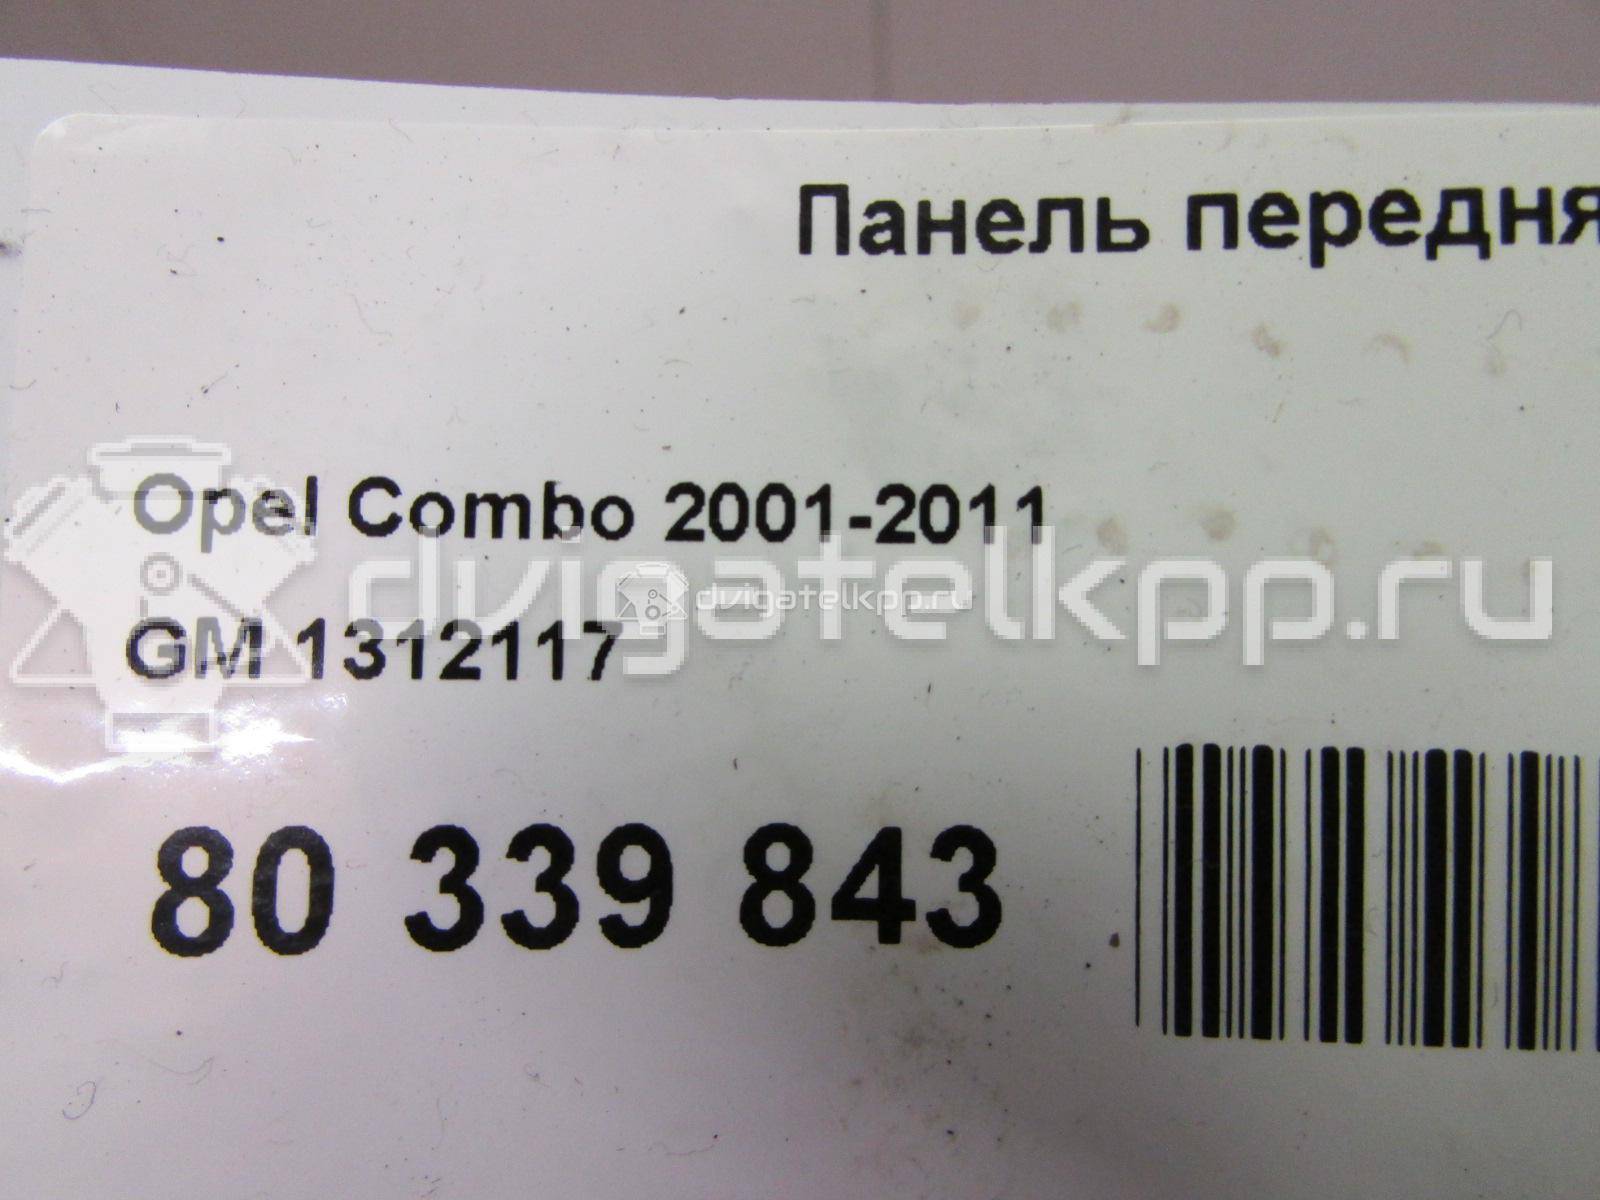 Панель передня
Opel Combo 2001-2011
dvigatelkpp.ru
dvigatelkpp.ru
GM 1312117
80 339 843